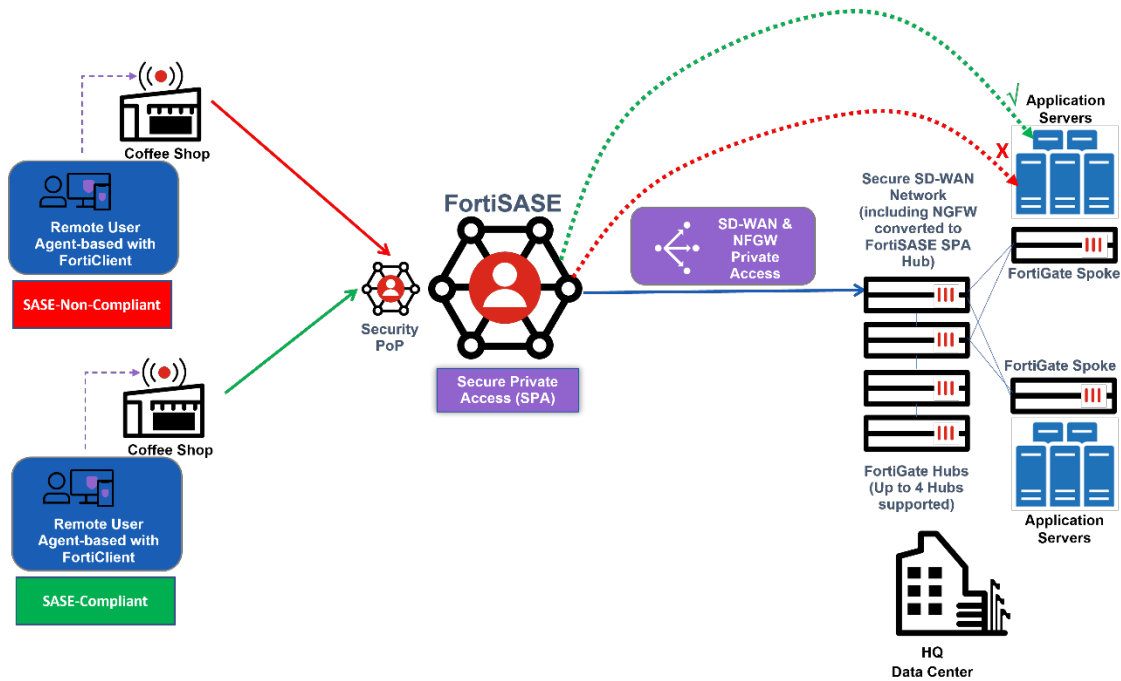 Coffee Shop
Remote User
Agent-based with
FortiClient
SASE-Non-Compliant
Coffee Shop
Remote User
Agent-based with
FortiClient
SASE-Compliant
Security
PoP
FortiSASE
Secure Private
Access (SPA)
SD-WAN &
NFGW
Private
Access
√
X
Application
Servers
Secure SD-WAN
Network
(including NGFW
converted to
FortiSASE SPA
Hub)
FortiGate Spoke
FortiGate Spoke
FortiGate Hubs
(Up to 4 Hubs
supported)
Application
Servers
HQ
Data Center